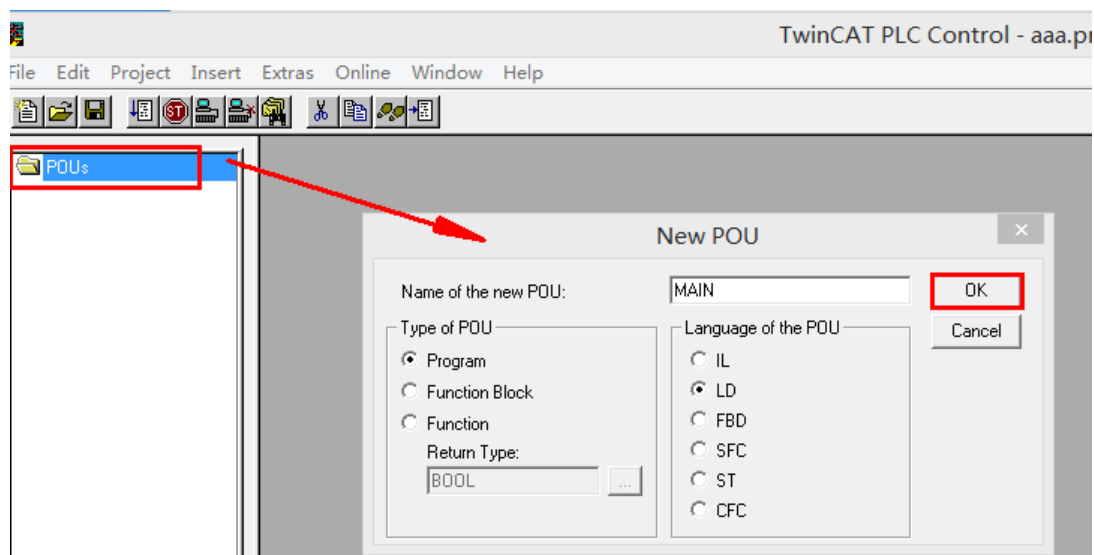 TwinCAT PLC Control - aaa.pr
File Edit Project Insert Extras Online Window Help
POUs
New POU
Name of the new POU:
MAIN
OK
Type of POU
Language of the POU
Cancel
Program
IL
Function Block
LD
Function
FBD
Return Type:
SFC
BOOL
...
ST
CFC